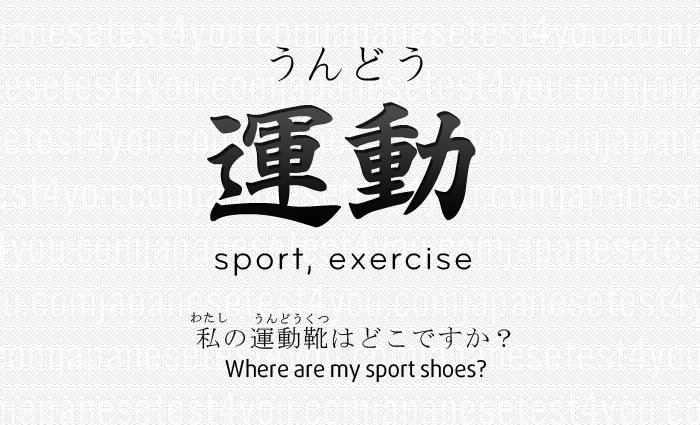 うんどう
運動
sport, exercise
わたし うんどうくつ
私の運動靴はどこですか？
Where are my sport shoes?